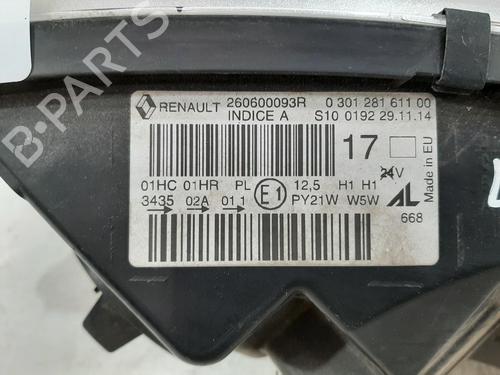 B-PARTS
RENAULT 260600093R 0 301 281 611 00
INDICE A S10 0192 29.11.14
17
24V
Made in EU
01HC 01HR PL E1 12,5 H1 H1
3435 02A 01 1 PY21W W5W AL
668